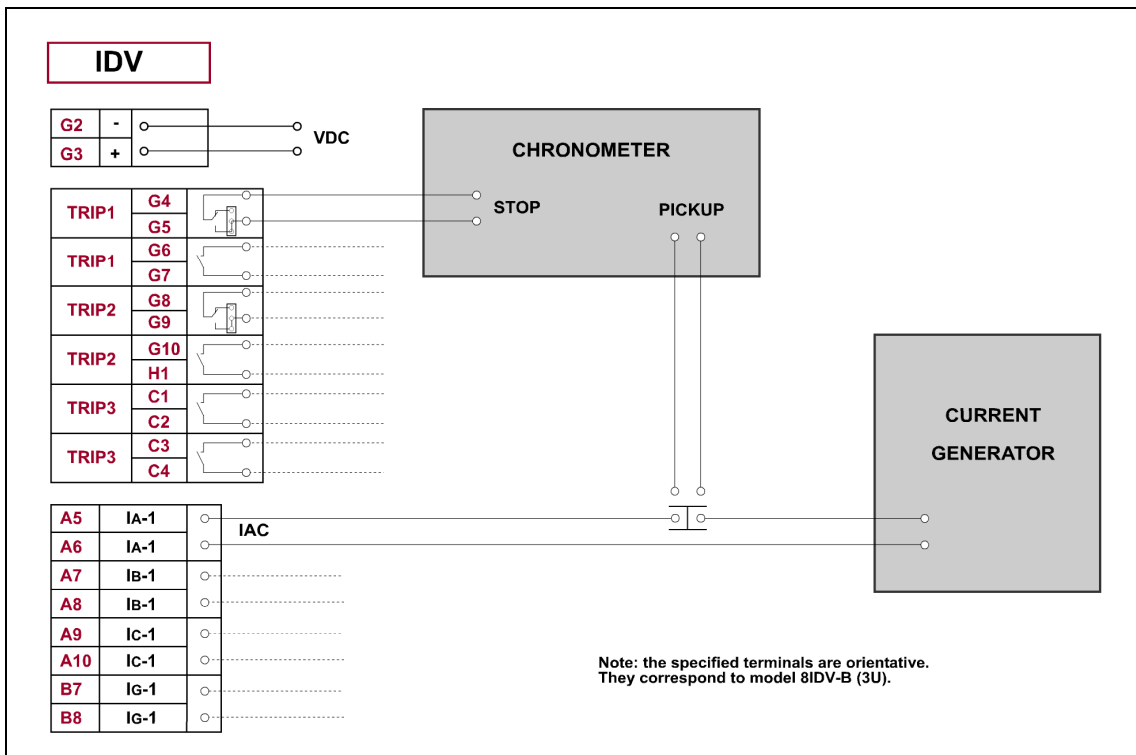 IDV
G2 -
G3 +
VDC
TRIP1 G4
G5
TRIP1 G6
G7
TRIP2 G8
G9
TRIP2 G10
H1
TRIP3 C1
C2
TRIP3 C3
C4
CHRONOMETER
STOP
PICKUP
CURRENT
GENERATOR
A5 IA-1
A6 IA-1
A7 IB-1
A8 IB-1
A9 IC-1
A10 IC-1
B7 IG-1
B8 IG-1
IAC
Note: the specified terminals are orientative.
They correspond to model 8IDV-B (3U).